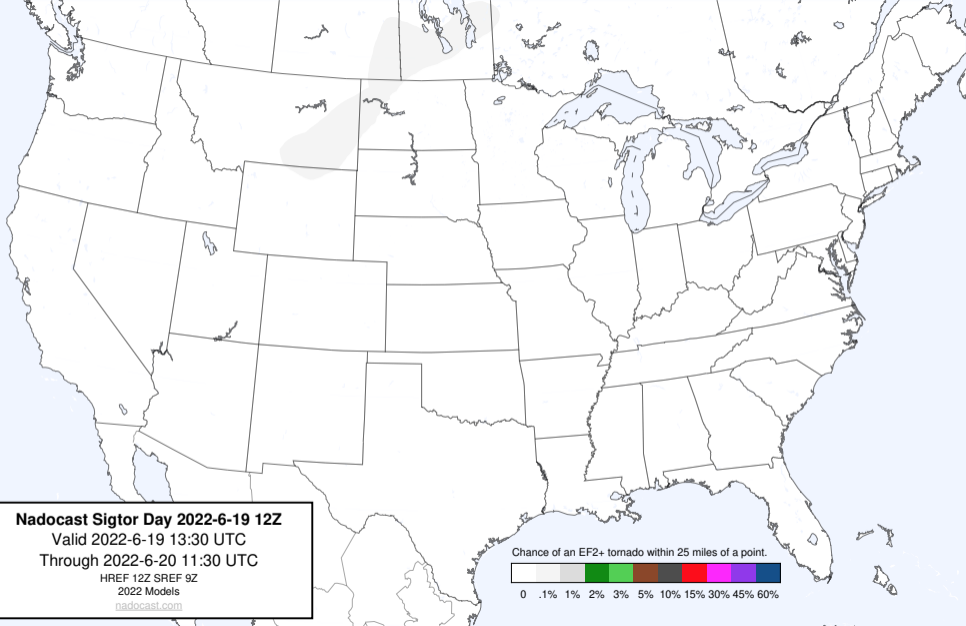 Nadocast Sigtor Day 2022-6-19 12Z
Valid 2022-6-19 13:30 UTC
Through 2022-6-20 11:30 UTC
HREF 12Z SREF 9Z
2022 Models
nadocast.com
Chance of an EF2+ tornado within 25 miles of a point.
0 .1% 1% 2% 3% 5% 10% 15% 30% 45% 60%